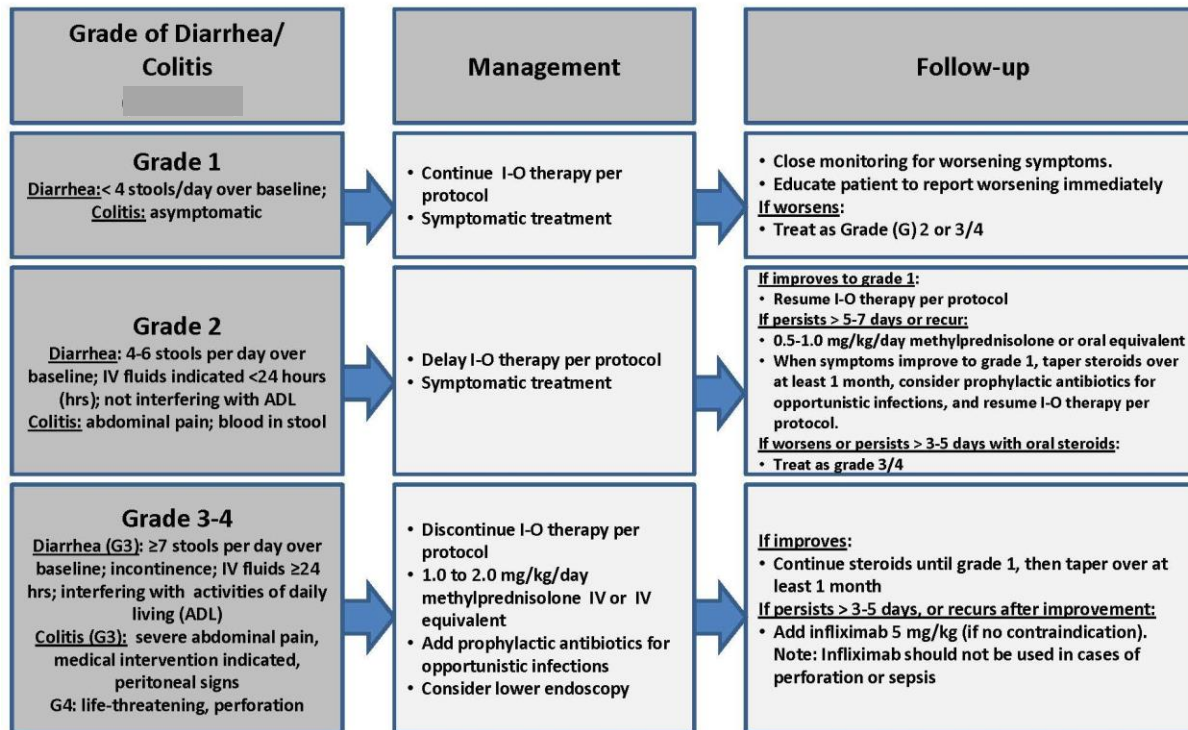 Grade of Diarrhea/
Colitis
Management
Follow-up
Grade 1
Diarrhea:< 4 stools/day over baseline;
Colitis: asymptomatic
• Continue I-O therapy per
protocol
• Symptomatic treatment
• Close monitoring for worsening symptoms.
• Educate patient to report worsening immediately
If worsens:
• Treat as Grade (G) 2 or 3/4
Grade 2
Diarrhea: 4-6 stools per day over
baseline; IV fluids indicated <24 hours
(hrs); not interfering with ADL
Colitis: abdominal pain; blood in stool
• Delay I-O therapy per protocol
• Symptomatic treatment
If improves to grade 1:
• Resume I-O therapy per protocol
If persists > 5-7 days or recur:
• 0.5-1.0 mg/kg/day methylprednisolone or oral equivalent
• When symptoms improve to grade 1, taper steroids over
at least 1 month, consider prophylactic antibiotics for
opportunistic infections, and resume I-O therapy per
protocol.
If worsens or persists > 3-5 days with oral steroids:
• Treat as grade 3/4
Grade 3-4
Diarrhea (G3): ≥7 stools per day over
baseline; incontinence; IV fluids ≥24
hrs; interfering with activities of daily
living (ADL)
Colitis (G3): severe abdominal pain,
medical intervention indicated,
peritoneal signs
G4: life-threatening, perforation
• Discontinue I-O therapy per
protocol
• 1.0 to 2.0 mg/kg/day
methylprednisolone IV or IV
equivalent
• Add prophylactic antibiotics for
opportunistic infections
• Consider lower endoscopy
If improves:
• Continue steroids until grade 1, then taper over at
least 1 month
If persists > 3-5 days, or recurs after improvement:
• Add infliximab 5 mg/kg (if no contraindication).
Note: Infliximab should not be used in cases of
perforation or sepsis